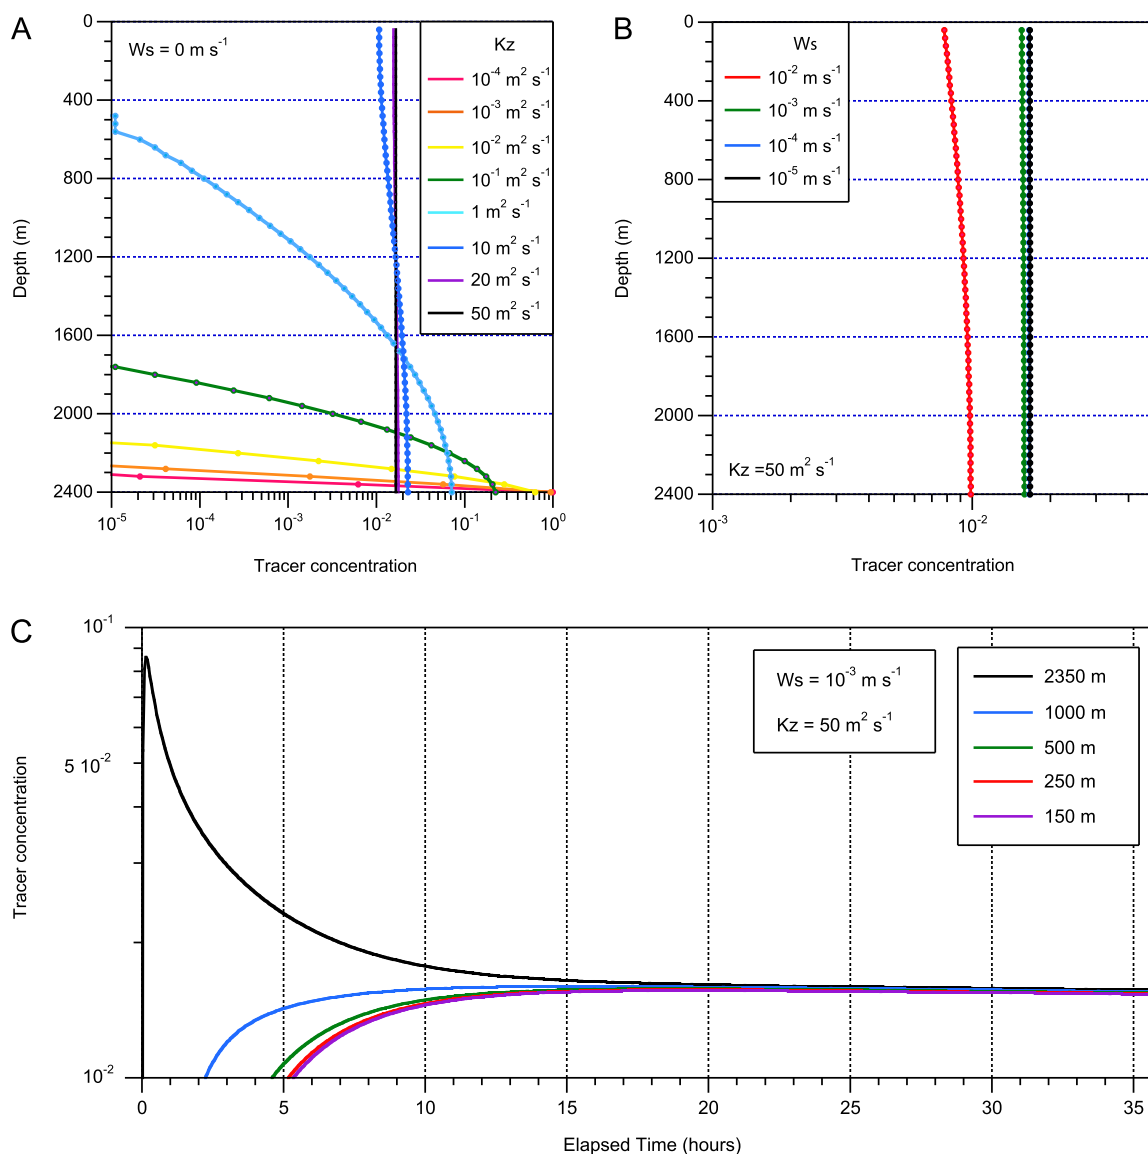 A
Ws = 0 m s⁻¹
Kz
10⁻⁴ m² s⁻¹
10⁻³ m² s⁻¹
10⁻² m² s⁻¹
10⁻¹ m² s⁻¹
1 m² s⁻¹
10 m² s⁻¹
20 m² s⁻¹
50 m² s⁻¹
0
400
800
1200
1600
2000
2400
Depth (m)
10⁻⁵ 10⁻⁴ 10⁻³ 10⁻² 10⁻¹ 10⁰
Tracer concentration
B
Ws
10⁻² m s⁻¹
10⁻³ m s⁻¹
10⁻⁴ m s⁻¹
10⁻⁵ m s⁻¹
0
400
800
1200
1600
2000
2400
Depth (m)
Kz =50 m² s⁻¹
10⁻³ 10⁻²
Tracer concentration
C
10⁻¹
5 10⁻²
10⁻²
Tracer concentration
Ws = 10⁻³ m s⁻¹
Kz = 50 m² s⁻¹
2350 m
1000 m
500 m
250 m
150 m
0 5 10 15 20 25 30 35
Elapsed Time (hours)